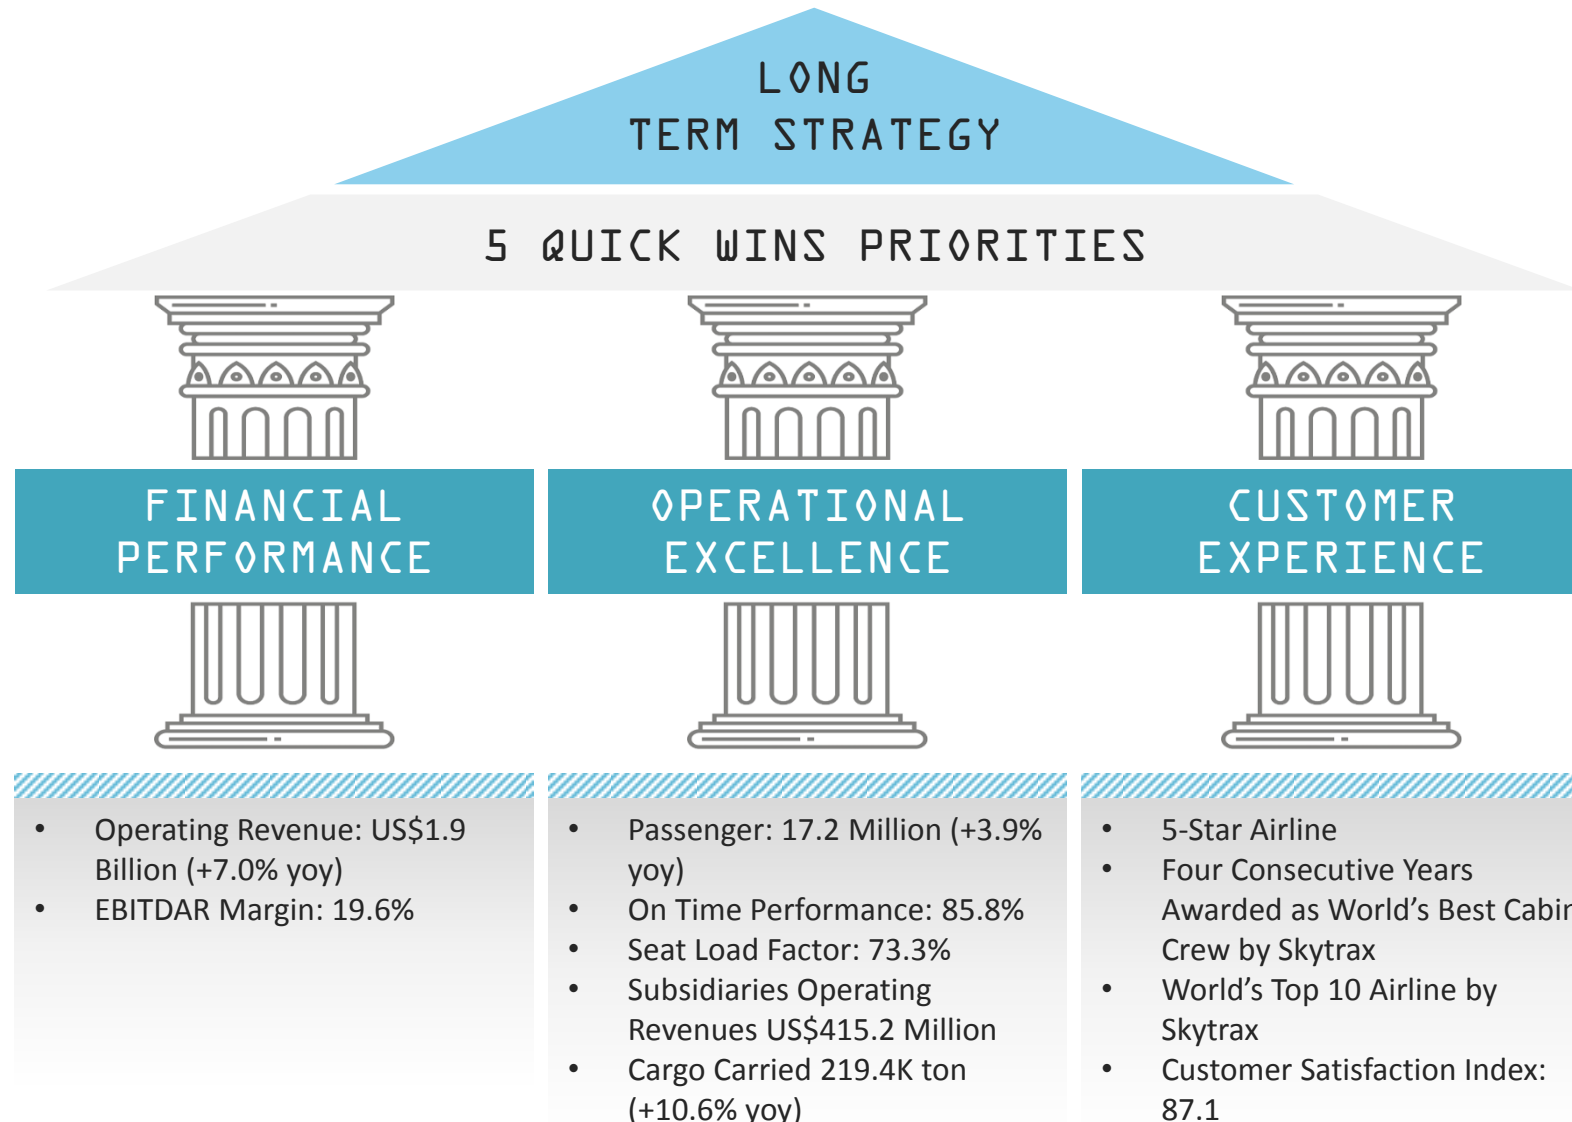 LONG
TERM STRATEGY
5 QUICK WINS PRIORITIES
FINANCIAL
PERFORMANCE
OPERATIONAL
EXCELLENCE
CUSTOMER
EXPERIENCE
• Operating Revenue: US$1.9
Billion (+7.0% yoy)
• EBITDAR Margin: 19.6%
• Passenger: 17.2 Million (+3.9%
yoy)
• On Time Performance: 85.8%
• Seat Load Factor: 73.3%
• Subsidiaries Operating
Revenues US$415.2 Million
• Cargo Carried 219.4K ton
(+10.6% yoy)
• 5-Star Airline
• Four Consecutive Years
Awarded as World’s Best Cabin
Crew by Skytrax
• World’s Top 10 Airline by
Skytrax
• Customer Satisfaction Index:
87.1